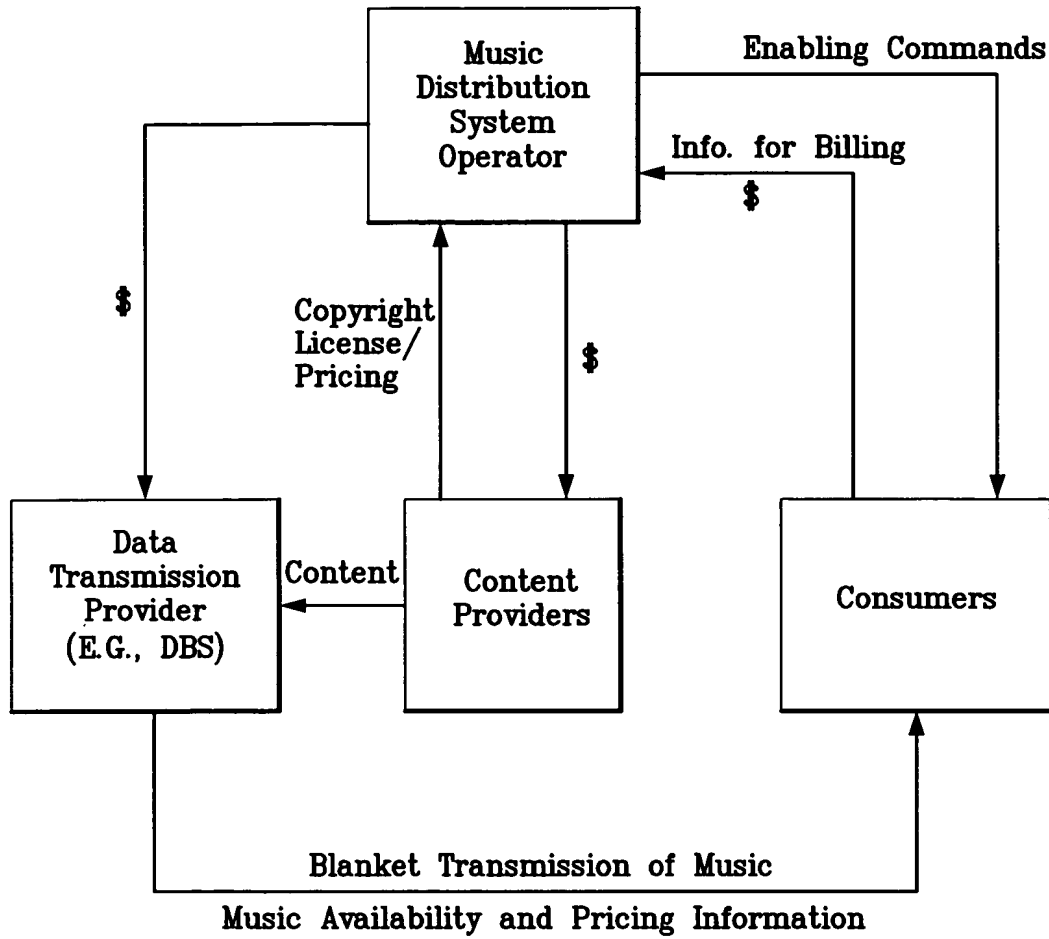 Music
Distribution
System
Operator
Enabling Commands
Info. for Billing
$
$
Copyright
License/
Pricing
$
Data
Transmission
Provider
(E.G., DBS)
Content
Content
Providers
Consumers
Blanket Transmission of Music
Music Availability and Pricing Information